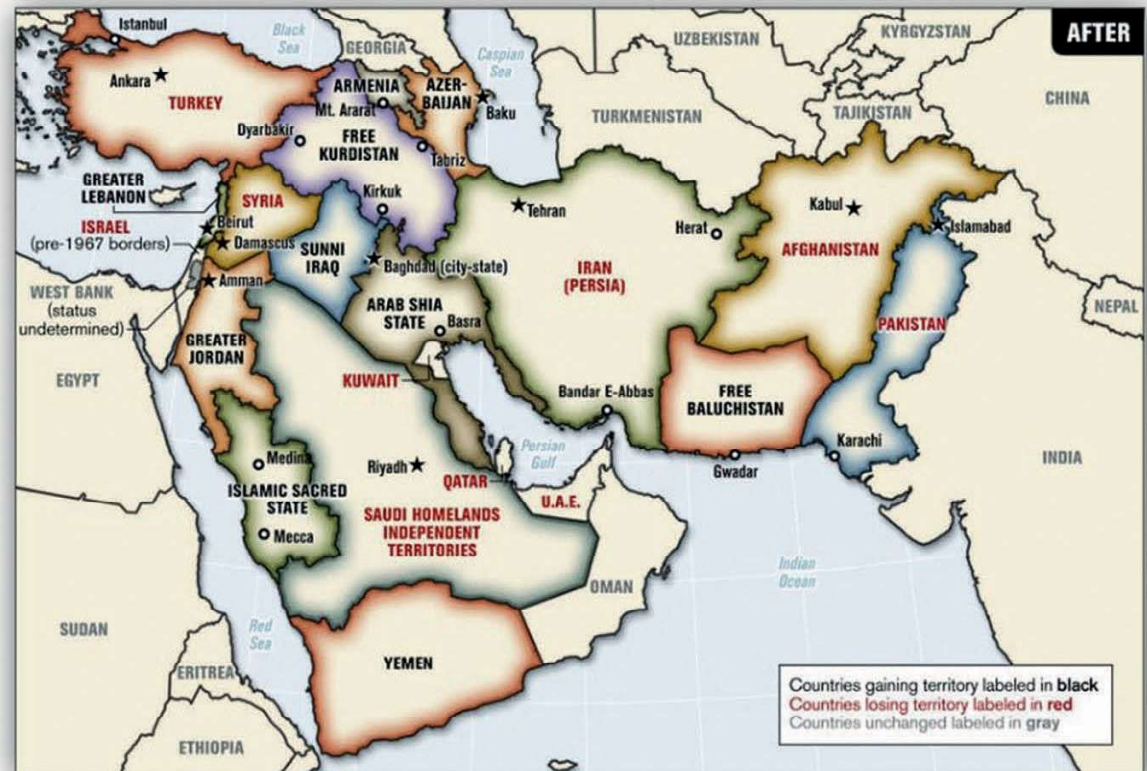 AFTER
Istanbul
Black
Sea
GEORGIA
Caspian
Sea
UZBEKISTAN
KYRGYZSTAN
Ankara
TURKEY
ARMENIA
Mt. Ararat
AZER-
BAIJAN
Baku
TURKMENISTAN
TAJIKISTAN
CHINA
Dyarbakir
FREE
KURDISTAN
Tabriz
GREATER
LEBANON
SYRIA
Kirkuk
Tehran
Herat
Kabul
Islamabad
ISRAEL
(pre-1967 borders)
Beirut
Damascus
SUNNI
IRAQ
Baghdad (city-state)
IRAN
(PERSIA)
AFGHANISTAN
WEST BANK
(status
undetermined)
Amman
ARAB SHIA
STATE
Basra
NEPAL
PAKISTAN
GREATER
JORDAN
EGYPT
KUWAIT
Bandar E-Abbas
FREE
BALUCHISTAN
Karachi
Persian
Gulf
Gwadar
INDIA
Medina
Riyadh
QATAR
U.A.E.
ISLAMIC SACRED
STATE
Mecca
SAUDI HOMELANDS
INDEPENDENT
TERRITORIES
OMAN
Indian
Ocean
SUDAN
Red
Sea
YEMEN
ERITREA
ETHIOPIA
Countries gaining territory labeled in black
Countries losing territory labeled in red
Countries unchanged labeled in gray